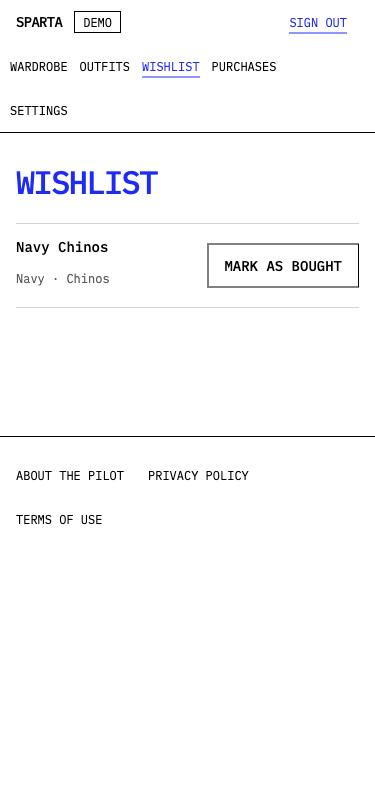 SPARTA DEMO SIGN OUT
WARDROBE OUTFITS WISHLIST PURCHASES
SETTINGS
WISHLIST
Navy Chinos
MARK AS BOUGHT
Navy · Chinos
ABOUT THE PILOT PRIVACY POLICY
TERMS OF USE